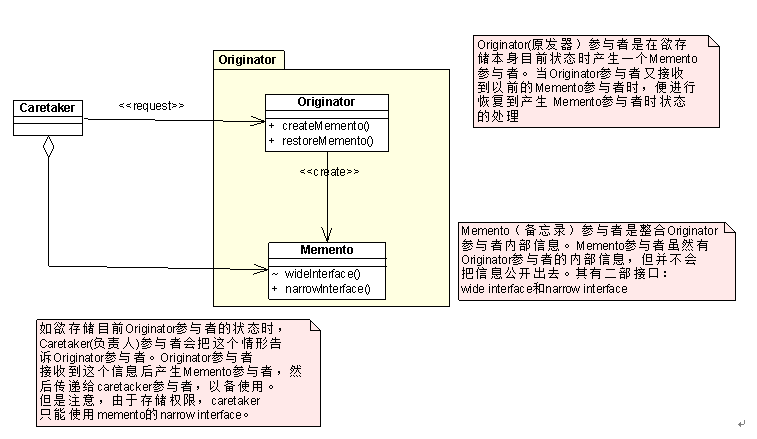 Originator
Caretaker
<<request>>
Originator
+ createMemento()
+ restoreMemento()
<<create>>
Memento
~ wideInterface()
+ narrowInterface()
Originator(原发器）参与者是在欲存
储本身目前状态时产生一个Memento
参与者。当Originator参与者又接收
到以前的Memento参与者时，便进行
恢复到产生 Memento参与者时状态
的处理
Memento（备忘录）参与者是整合Originator
参与者内部信息。Memento参与者虽然有
Originator参与者的内部信息，但并不会
把信息公开出去。其有二部接口：
wide interface和narrow interface
如欲存储目前Originator参与者的状态时，
Caretaker(负责人)参与者会把这个情形告
诉Originator参与者。Originator参与者
接收到这个信息后产生Memento参与者，然
后传递给caretacker参与者，以备使用。
但是注意，由于存储权限，caretaker
只能使用memento的narrow interface。